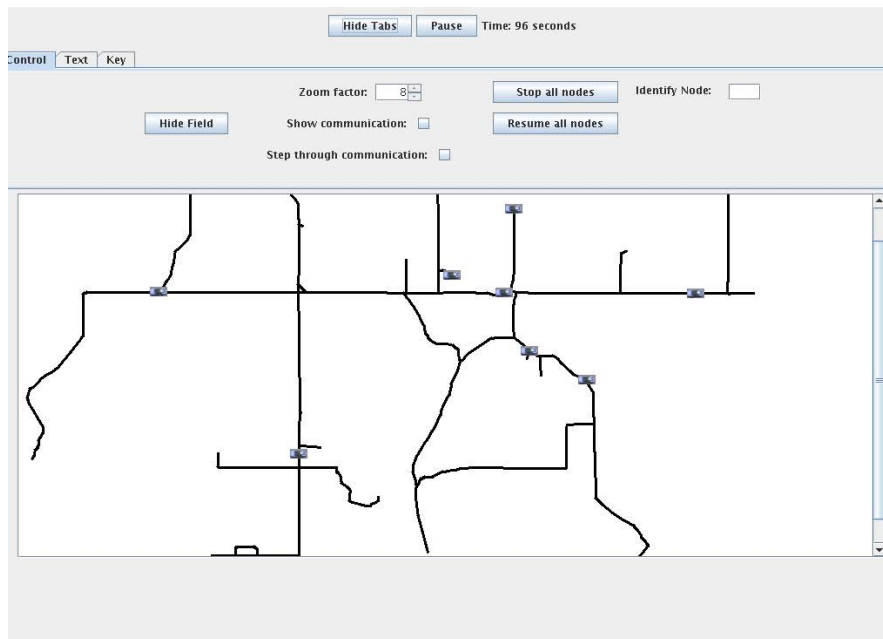 Hide Tabs Pause Time: 96 seconds
Control Text Key
Zoom factor: 8 Stop all nodes Identify Node:
Hide Field Show communication: Resume all nodes
Step through communication: